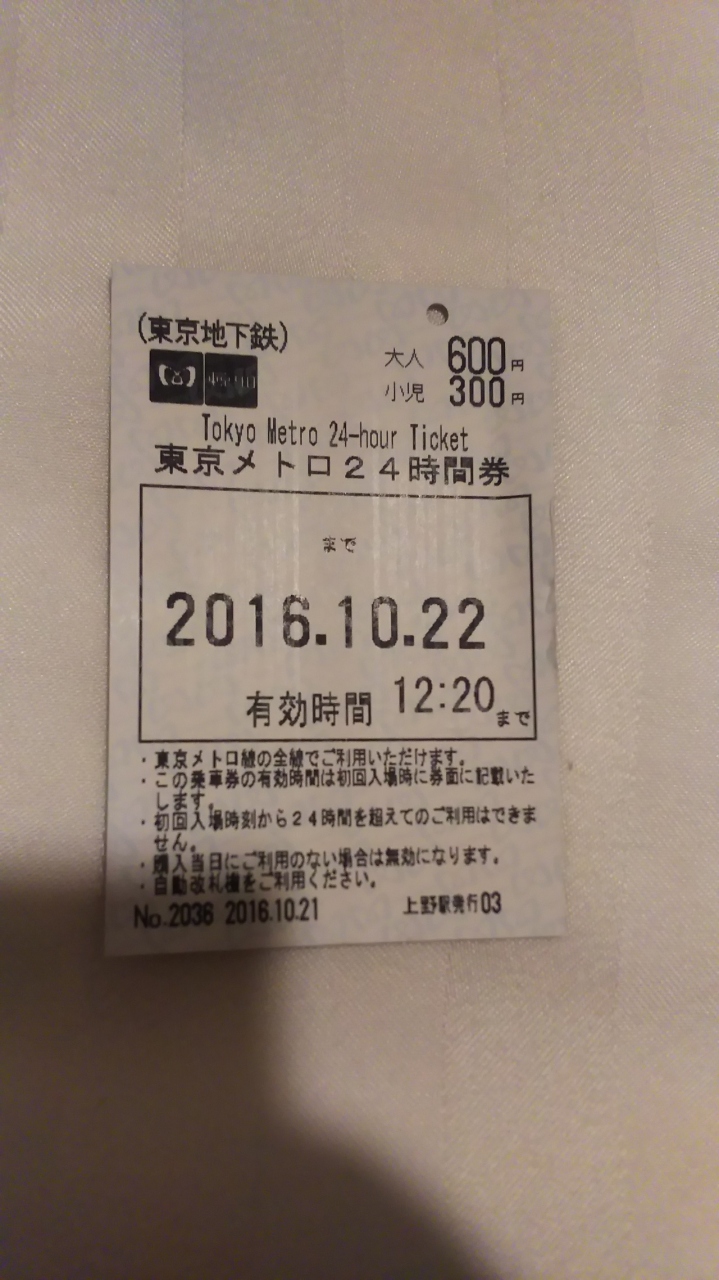 (東京地下鉄)
大人 600円
小児 300円
Tokyo Metro 24-hour Ticket
東京メトロ24時間券
まで
2016.10.22
有効時間 12:20まで
・東京メトロ線の全線でご利用いただけます。
・この乗車券の有効時間は初回入場時に券面に記載いた
します。
・初回入場時刻から24時間を超えてのご利用はできま
せん。
・購入当日にご利用のない場合は無効になります。
・自動改札機をご利用ください。
No.2036 2016.10.21 上野駅発行03